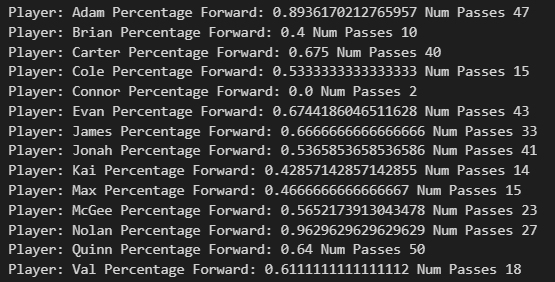 Player: Adam Percentage Forward: 0.8936170212765957 Num Passes 47
Player: Brian Percentage Forward: 0.4 Num Passes 10
Player: Carter Percentage Forward: 0.675 Num Passes 40
Player: Cole Percentage Forward: 0.5333333333333333 Num Passes 15
Player: Connor Percentage Forward: 0.0 Num Passes 2
Player: Evan Percentage Forward: 0.6744186046511628 Num Passes 43
Player: James Percentage Forward: 0.6666666666666666 Num Passes 33
Player: Jonah Percentage Forward: 0.5365853658536586 Num Passes 41
Player: Kai Percentage Forward: 0.42857142857142855 Num Passes 14
Player: Max Percentage Forward: 0.4666666666666667 Num Passes 15
Player: McGee Percentage Forward: 0.5652173913043478 Num Passes 23
Player: Nolan Percentage Forward: 0.9629629629629629 Num Passes 27
Player: Quinn Percentage Forward: 0.64 Num Passes 50
Player: Val Percentage Forward: 0.6111111111111112 Num Passes 18